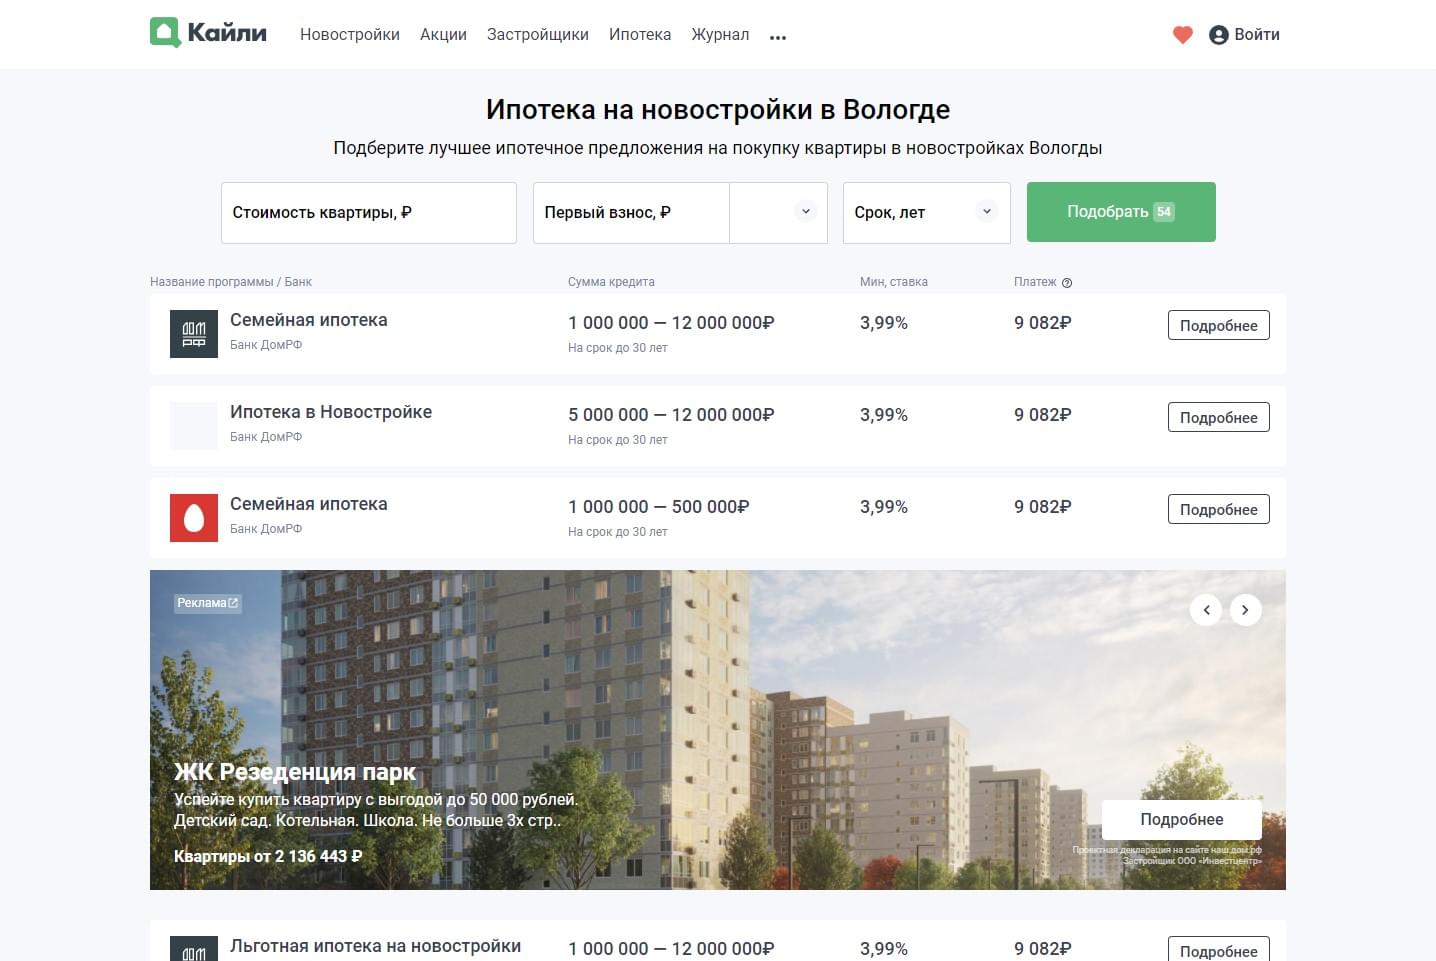 Кайли
Новостройки Акции Застройщики Ипотека Журнал ...
Войти
Ипотека на новостройки в Вологде
Подберите лучшее ипотечное предложения на покупку квартиры в новостройках Вологды
Стоимость квартиры, ₽ Первый взнос, ₽ Срок, лет Подобрать 54
Название программы / Банк Сумма кредита Мин, ставка Платеж ?
ДОМ
РФ
Семейная ипотека 1 000 000 — 12 000 000₽ 3,99% 9 082₽ Подробнее
Банк ДомРФ На срок до 30 лет
Ипотека в Новостройке 5 000 000 — 12 000 000₽ 3,99% 9 082₽ Подробнее
Банк ДомРФ На срок до 30 лет
Семейная ипотека 1 000 000 — 500 000₽ 3,99% 9 082₽ Подробнее
Банк ДомРФ На срок до 30 лет
Реклама
ЖК Резеденция парк
Успейте купить квартиру с выгодой до 50 000 рублей.
Детский сад. Котельная. Школа. Не больше 3х стр..
Квартиры от 2 136 443 ₽
Подробнее
Проектная декларация на сайте наш.дом.рф
Застройщик ООО «Инвестцентр»
ДОМ
Льготная ипотека на новостройки 1 000 000 — 12 000 000₽ 3,99% 9 082₽ Подробнее